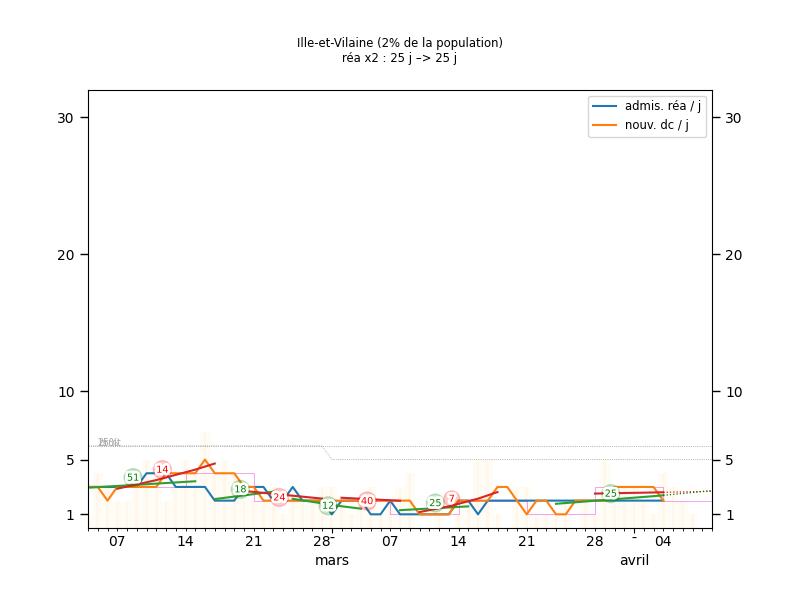 Ille-et-Vilaine (2% de la population)
réa x2 : 25 j –> 25 j
admis. réa / j
nouv. dc / j
30 30
20 20
10 10
5 5
1 1
51 14 18 24 12 40 25 7 25
07 14 21 28 07 14 21 28 04
mars avril